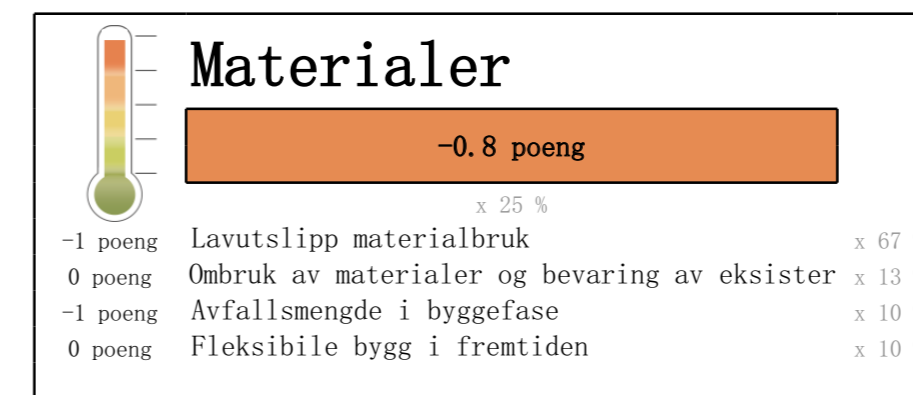 Materialer
-0.8 poeng
x 25 %
-1 poeng Lavutslipp materialbruk x 67
0 poeng Ombruk av materialer og bevaring av eksister x 13
-1 poeng Avfallsmengde i byggefase x 10
0 poeng Fleksibile bygg i fremtiden x 10